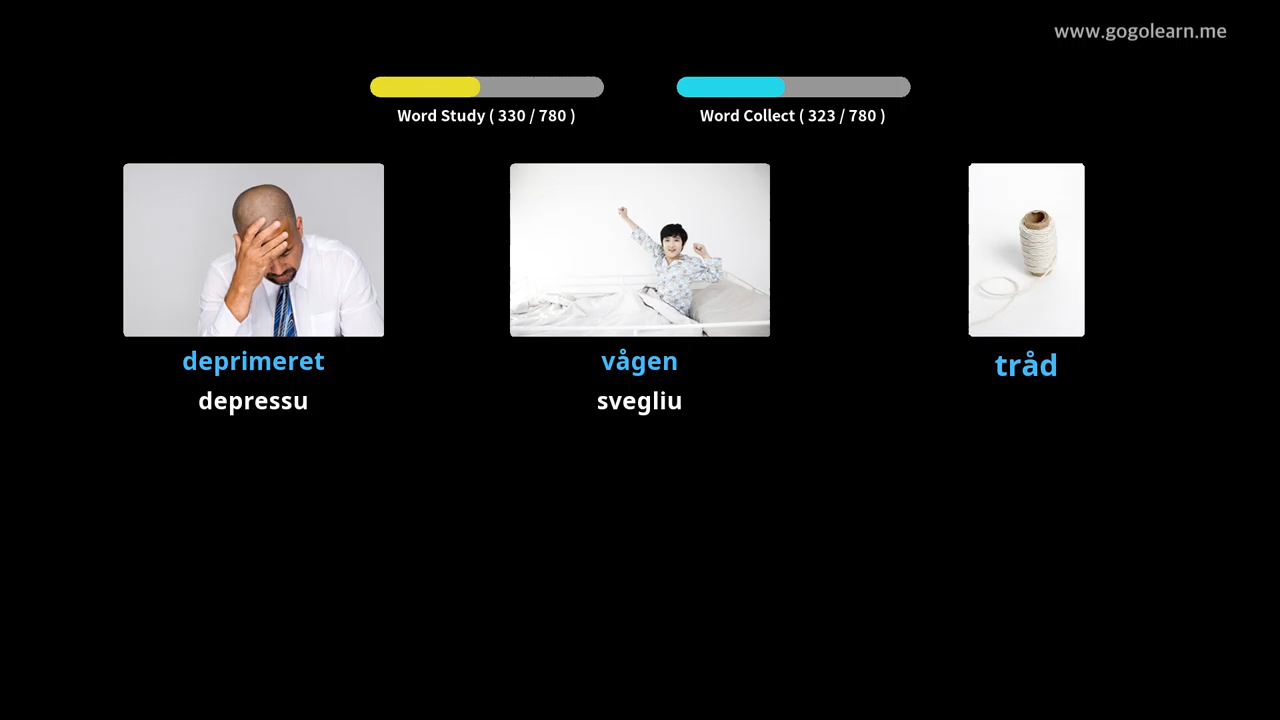 www.gogolearn.me
Word Study ( 330 / 780 )
Word Collect ( 323 / 780 )
deprimeret
vågen
tråd
depressu
svegliu